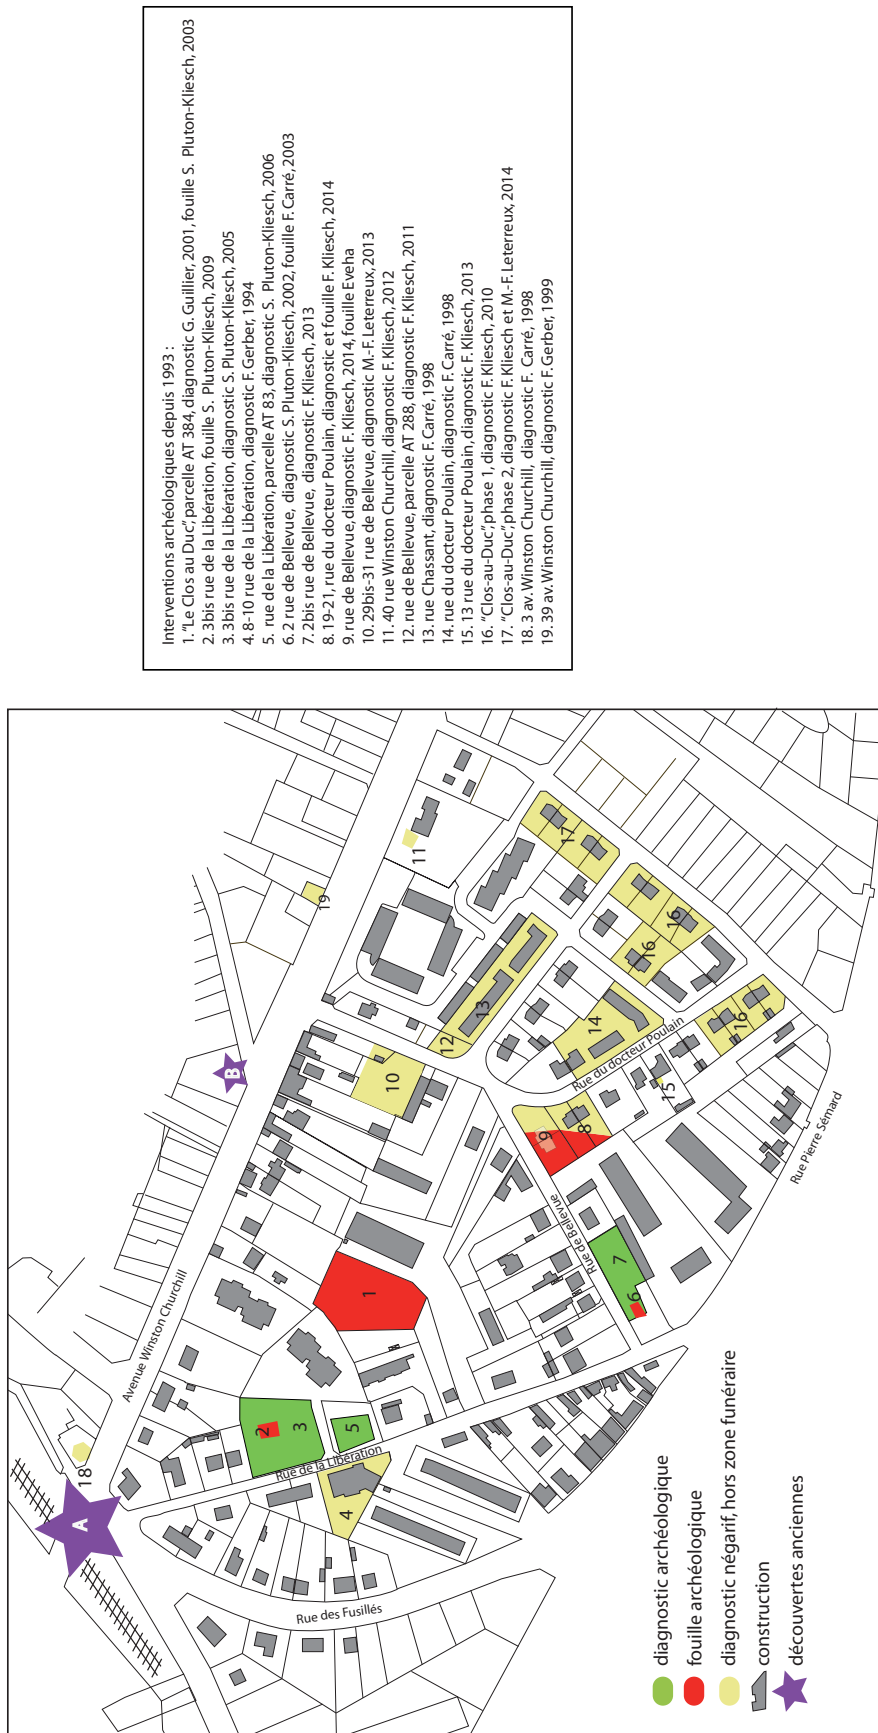 Interventions archéologiques depuis 1993 :
1. "Le Clos au Duc", parcelle AT 384, diagnostic G. Guillier, 2001, fouille S. Pluton-Kliesch, 2003
2. 3bis rue de la Libération, fouille S. Pluton-Kliesch, 2009
3. 3bis rue de la Libération, diagnostic S. Pluton-Kliesch, 2005
4. 8-10 rue de la Libération, diagnostic F. Gerber, 1994
5. rue de la Libération, parcelle AT 83, diagnostic S. Pluton-Kliesch, 2006
6. 2 rue de Bellevue, diagnostic S. Pluton-Kliesch, 2002, fouille F. Carré, 2003
7. 2bis rue de Bellevue, diagnostic F. Kliesch, 2013
8. 19-21, rue du docteur Poulain, diagnostic et fouille F. Kliesch, 2014
9. rue de Bellevue, diagnostic F. Kliesch, 2014, fouille Eveha
10. 29bis-31 rue de Bellevue, diagnostic M.-F. Leterreux, 2013
11. 40 rue Winston Churchill, diagnostic F. Kliesch, 2012
12. rue de Bellevue, parcelle AT 288, diagnostic F. Kliesch, 2011
13. rue Chassant, diagnostic F. Carré, 1998
14. rue du docteur Poulain, diagnostic F. Carré, 1998
15. 13 rue du docteur Poulain, diagnostic F. Kliesch, 2013
16. "Clos-au-Duc", phase 1, diagnostic F. Kliesch, 2010
17. "Clos-au-Duc", phase 2, diagnostic F. Kliesch et M.-F. Leterreux, 2014
18. 3 av. Winston Churchill, diagnostic F. Carré, 1998
19. 39 av. Winston Churchill, diagnostic F. Gerber, 1999
A
18
Avenue Winston Churchill
B
19
11
17
16
16
16
13
12
10
14
Rue du docteur Poulain
15
9
8
Rue de Bellevue
7
6
Rue Pierre Sémard
1
2
3
5
Rue de la Libération
4
Rue des Fusillés
diagnostic archéologique
fouille archéologique
diagnostic négarif, hors zone funéraire
construction
découvertes anciennes